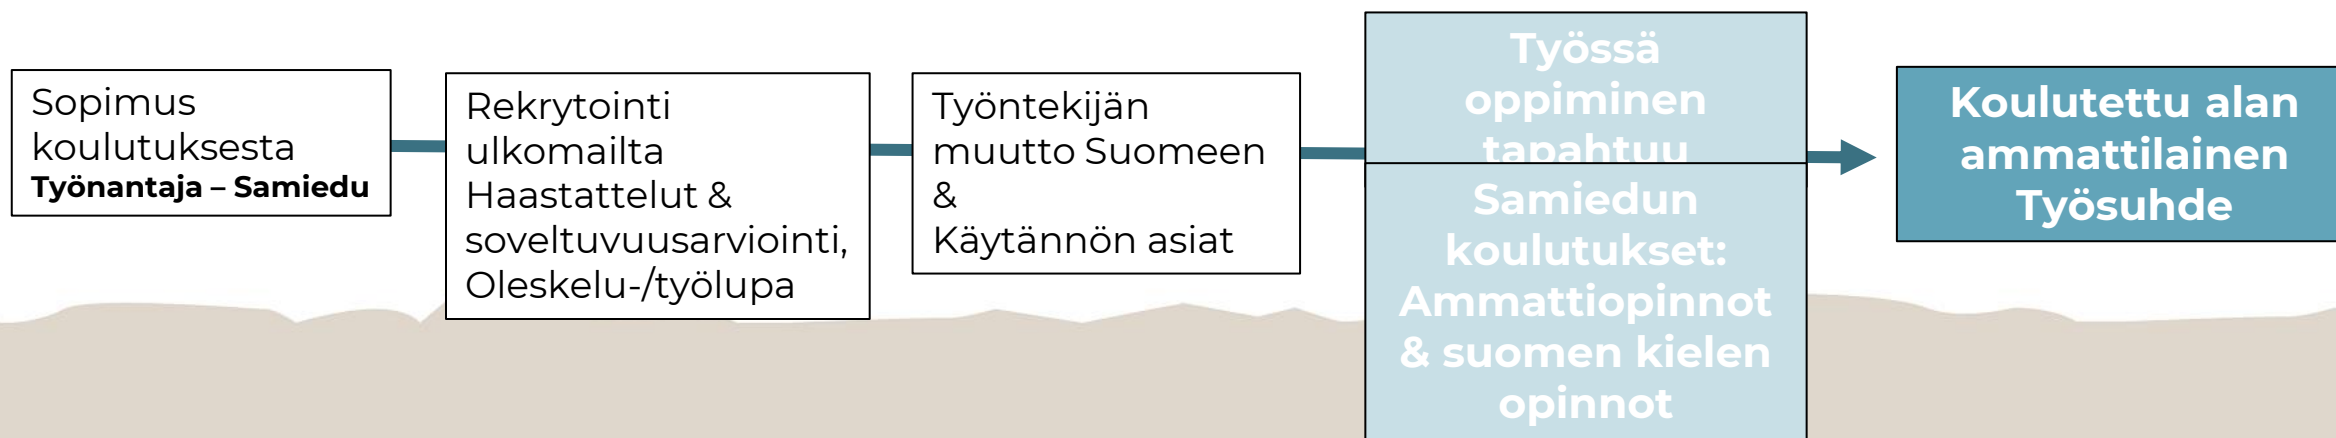 Sopimus
koulutuksesta
Työnantaja – Samiedu
Rekrytointi
ulkomailta
Haastattelut &
soveltuvuusarviointi,
Oleskelu-/työlupa
Työntekijän
muutto Suomeen
&
Käytännön asiat
Työssä
oppiminen
tapahtuu
Samiedun
koulutukset:
Ammattiopinnot
& suomen kielen
opinnot
Koulutettu alan
ammattilainen
Työsuhde